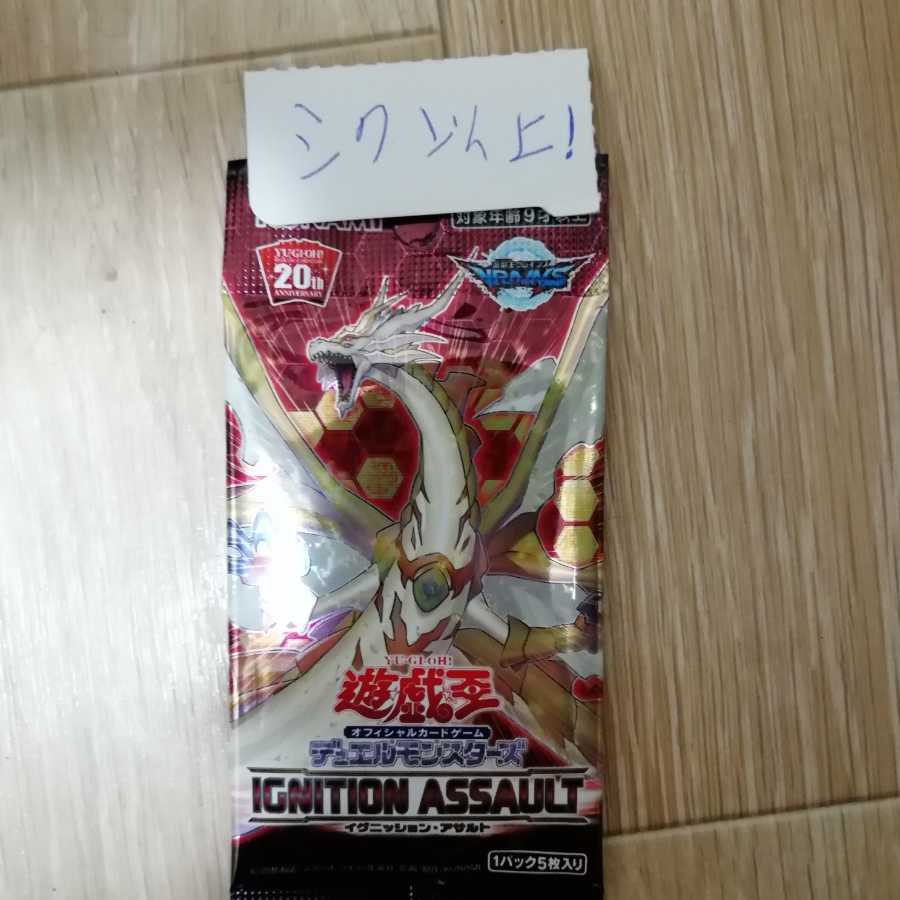 シク以上!
対象年齢9才以上
YU-GI-OH!
20th
ANNIVERSARY
VRAINS
YU-GI-OH!
遊戯王
オフィシャルカードゲーム
デュエルモンスターズ
IGNITION ASSAULT
イグニッション・アサルト
1パック5枚入り